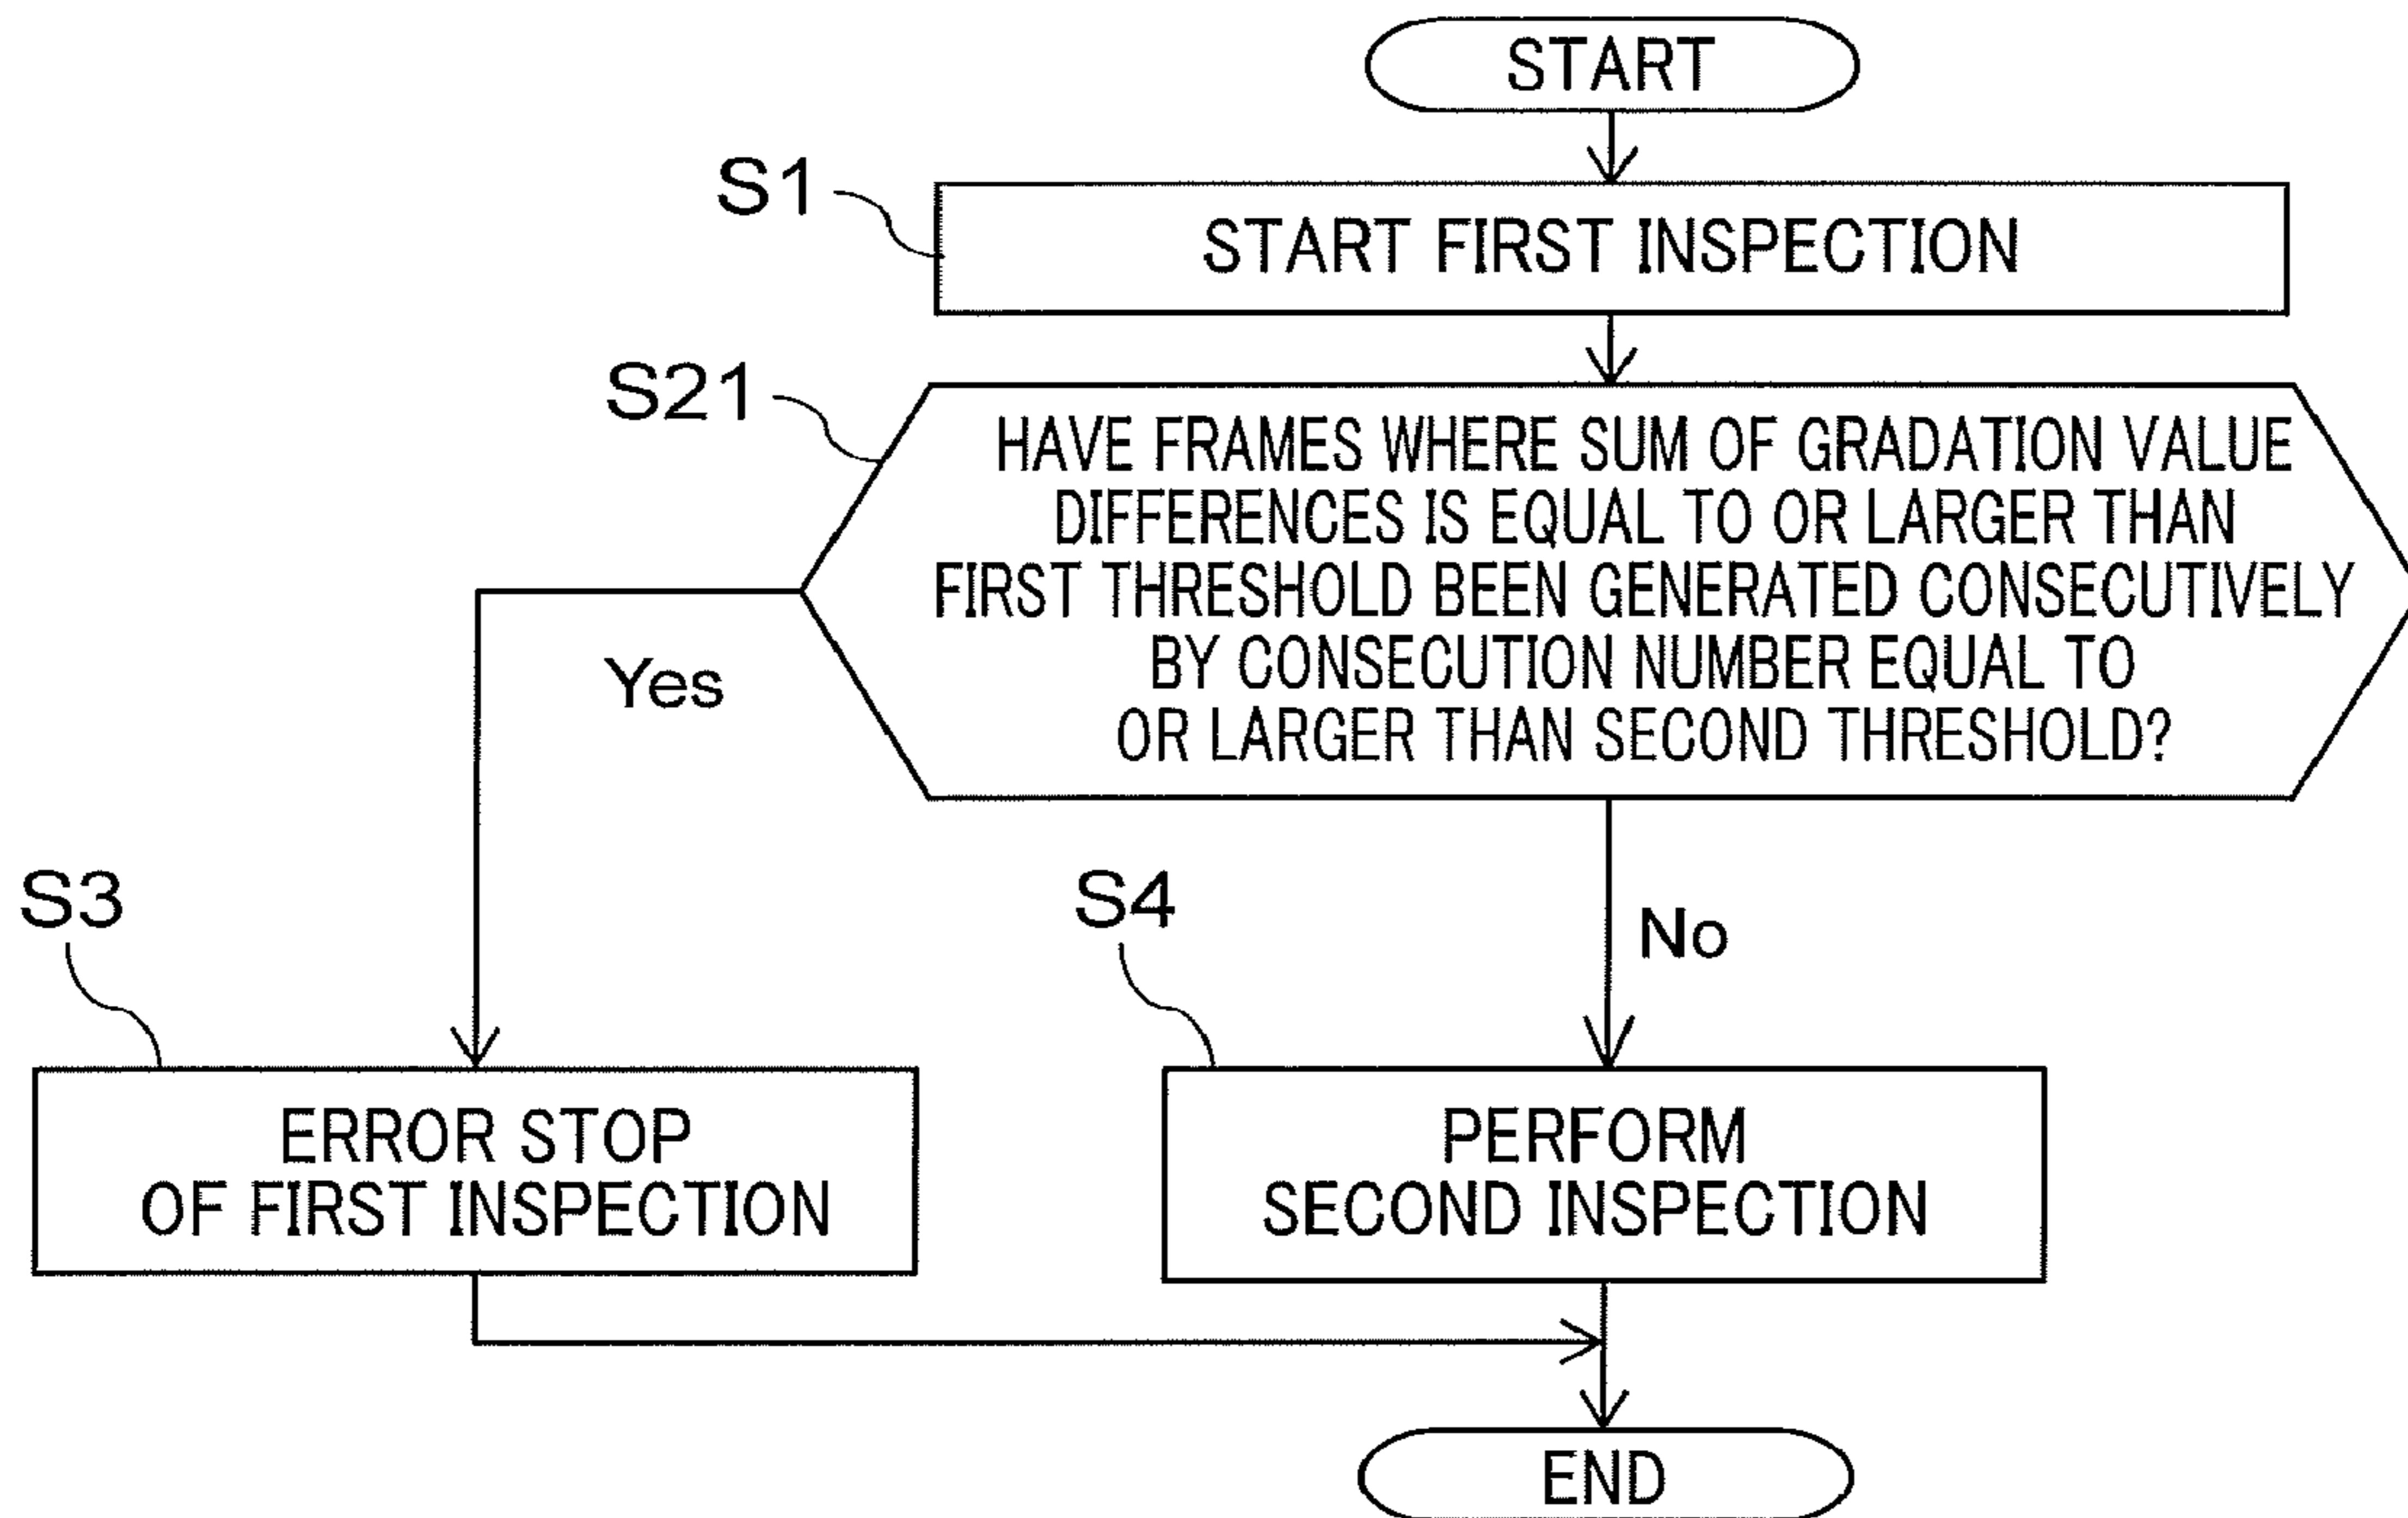 START
S1
START FIRST INSPECTION
S21
HAVE FRAMES WHERE SUM OF GRADATION VALUE
DIFFERENCES IS EQUAL TO OR LARGER THAN
FIRST THRESHOLD BEEN GENERATED CONSECUTIVELY
BY CONSECUTION NUMBER EQUAL TO
OR LARGER THAN SECOND THRESHOLD?
Yes
No
S3
ERROR STOP
OF FIRST INSPECTION
S4
PERFORM
SECOND INSPECTION
END